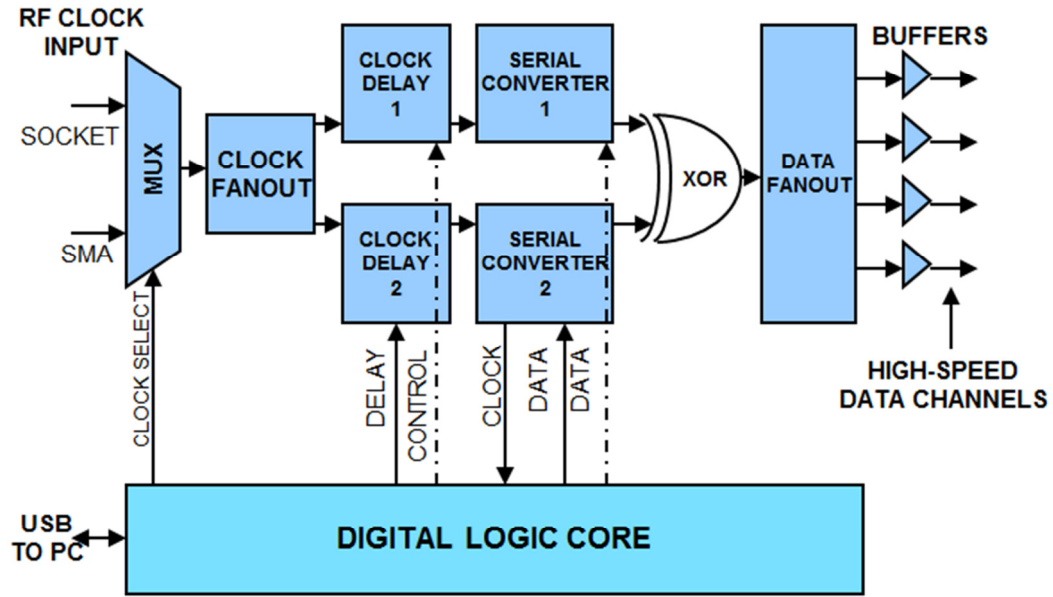 RF CLOCK
INPUT
SOCKET
SMA
MUX
CLOCK
FANOUT
CLOCK
DELAY
1
SERIAL
CONVERTER
1
CLOCK
DELAY
2
SERIAL
CONVERTER
2
XOR
DATA
FANOUT
BUFFERS
HIGH-SPEED
DATA CHANNELS
CLOCK SELECT
DELAY
CONTROL
CLOCK
DATA
DATA
USB
TO PC
DIGITAL LOGIC CORE